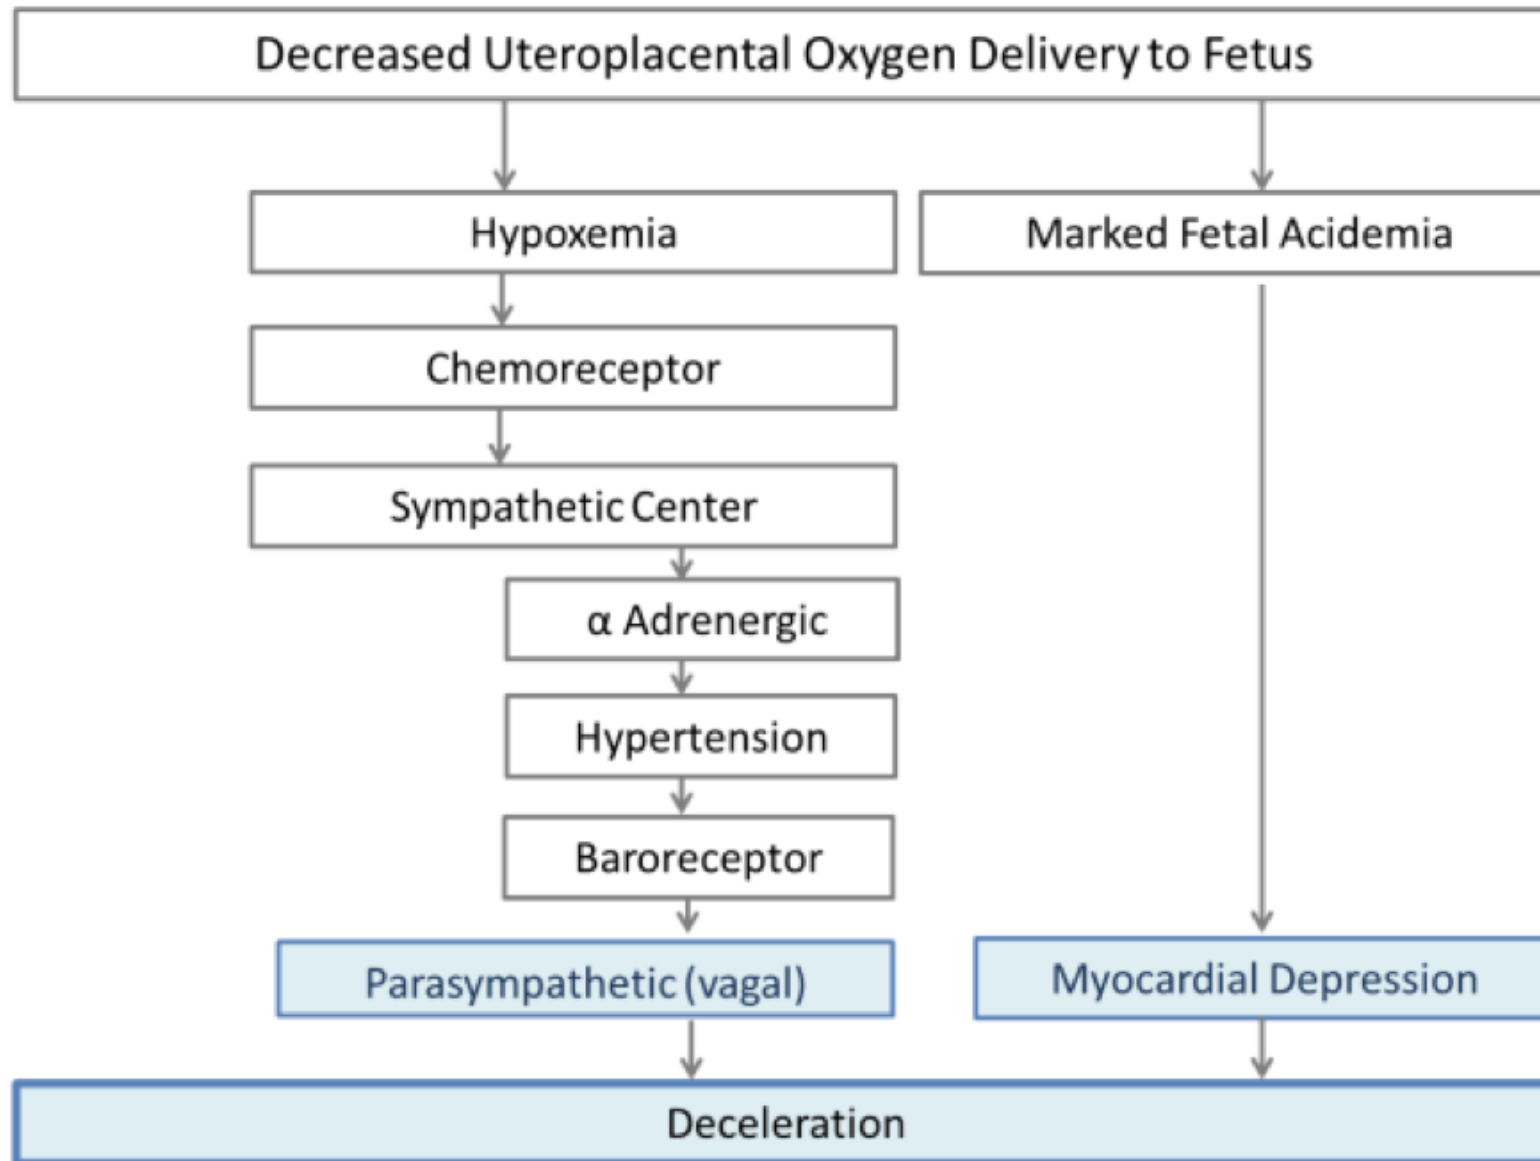 Decreased Uteroplacental Oxygen Delivery to Fetus
Hypoxemia
Marked Fetal Acidemia
Chemoreceptor
Sympathetic Center
α Adrenergic
Hypertension
Baroreceptor
Parasympathetic (vagal)
Myocardial Depression
Deceleration